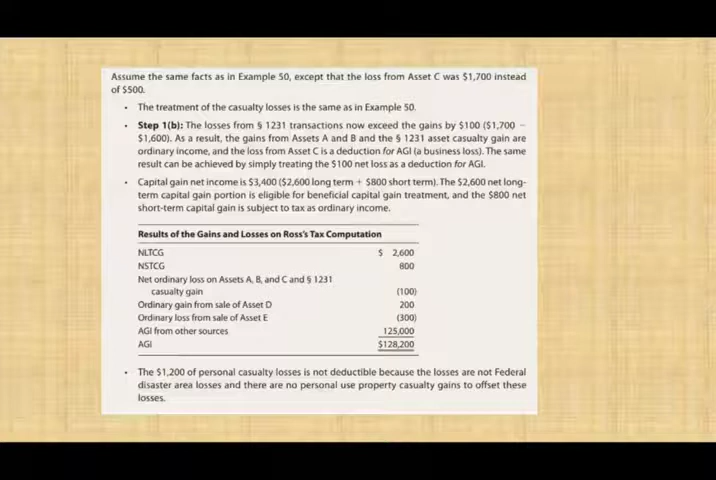 Assume the same facts as in Example 50, except that the loss from Asset C was $1,700 instead
of $500.
• The treatment of the casualty losses is the same as in Example 50.
• Step 1(b): The losses from § 1231 transactions now exceed the gains by $100 ($1,700 −
$1,600). As a result, the gains from Assets A and B and the § 1231 asset casualty gain are
ordinary income, and the loss from Asset C is a deduction for AGI (a business loss). The same
result can be achieved by simply treating the $100 net loss as a deduction for AGI.
• Capital gain net income is $3,400 ($2,600 long term + $800 short term). The $2,600 net long-
term capital gain portion is eligible for beneficial capital gain treatment, and the $800 net
short-term capital gain is subject to tax as ordinary income.
Results of the Gains and Losses on Ross's Tax Computation
NLTCG $ 2,600
NSTCG 800
Net ordinary loss on Assets A, B, and C and § 1231
casualty gain (100)
Ordinary gain from sale of Asset D 200
Ordinary loss from sale of Asset E (300)
AGI from other sources 125,000
AGI $128,200
• The $1,200 of personal casualty losses is not deductible because the losses are not Federal
disaster area losses and there are no personal use property casualty gains to offset these
losses.